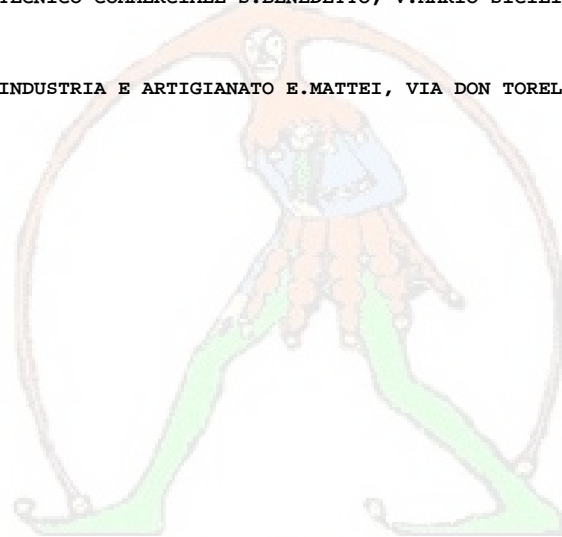 TECNICO COMMERCIALE S.BENEDETTO, V.MARIO SICILI
INDUSTRIA E ARTIGIANATO E.MATTEI, VIA DON TOREL